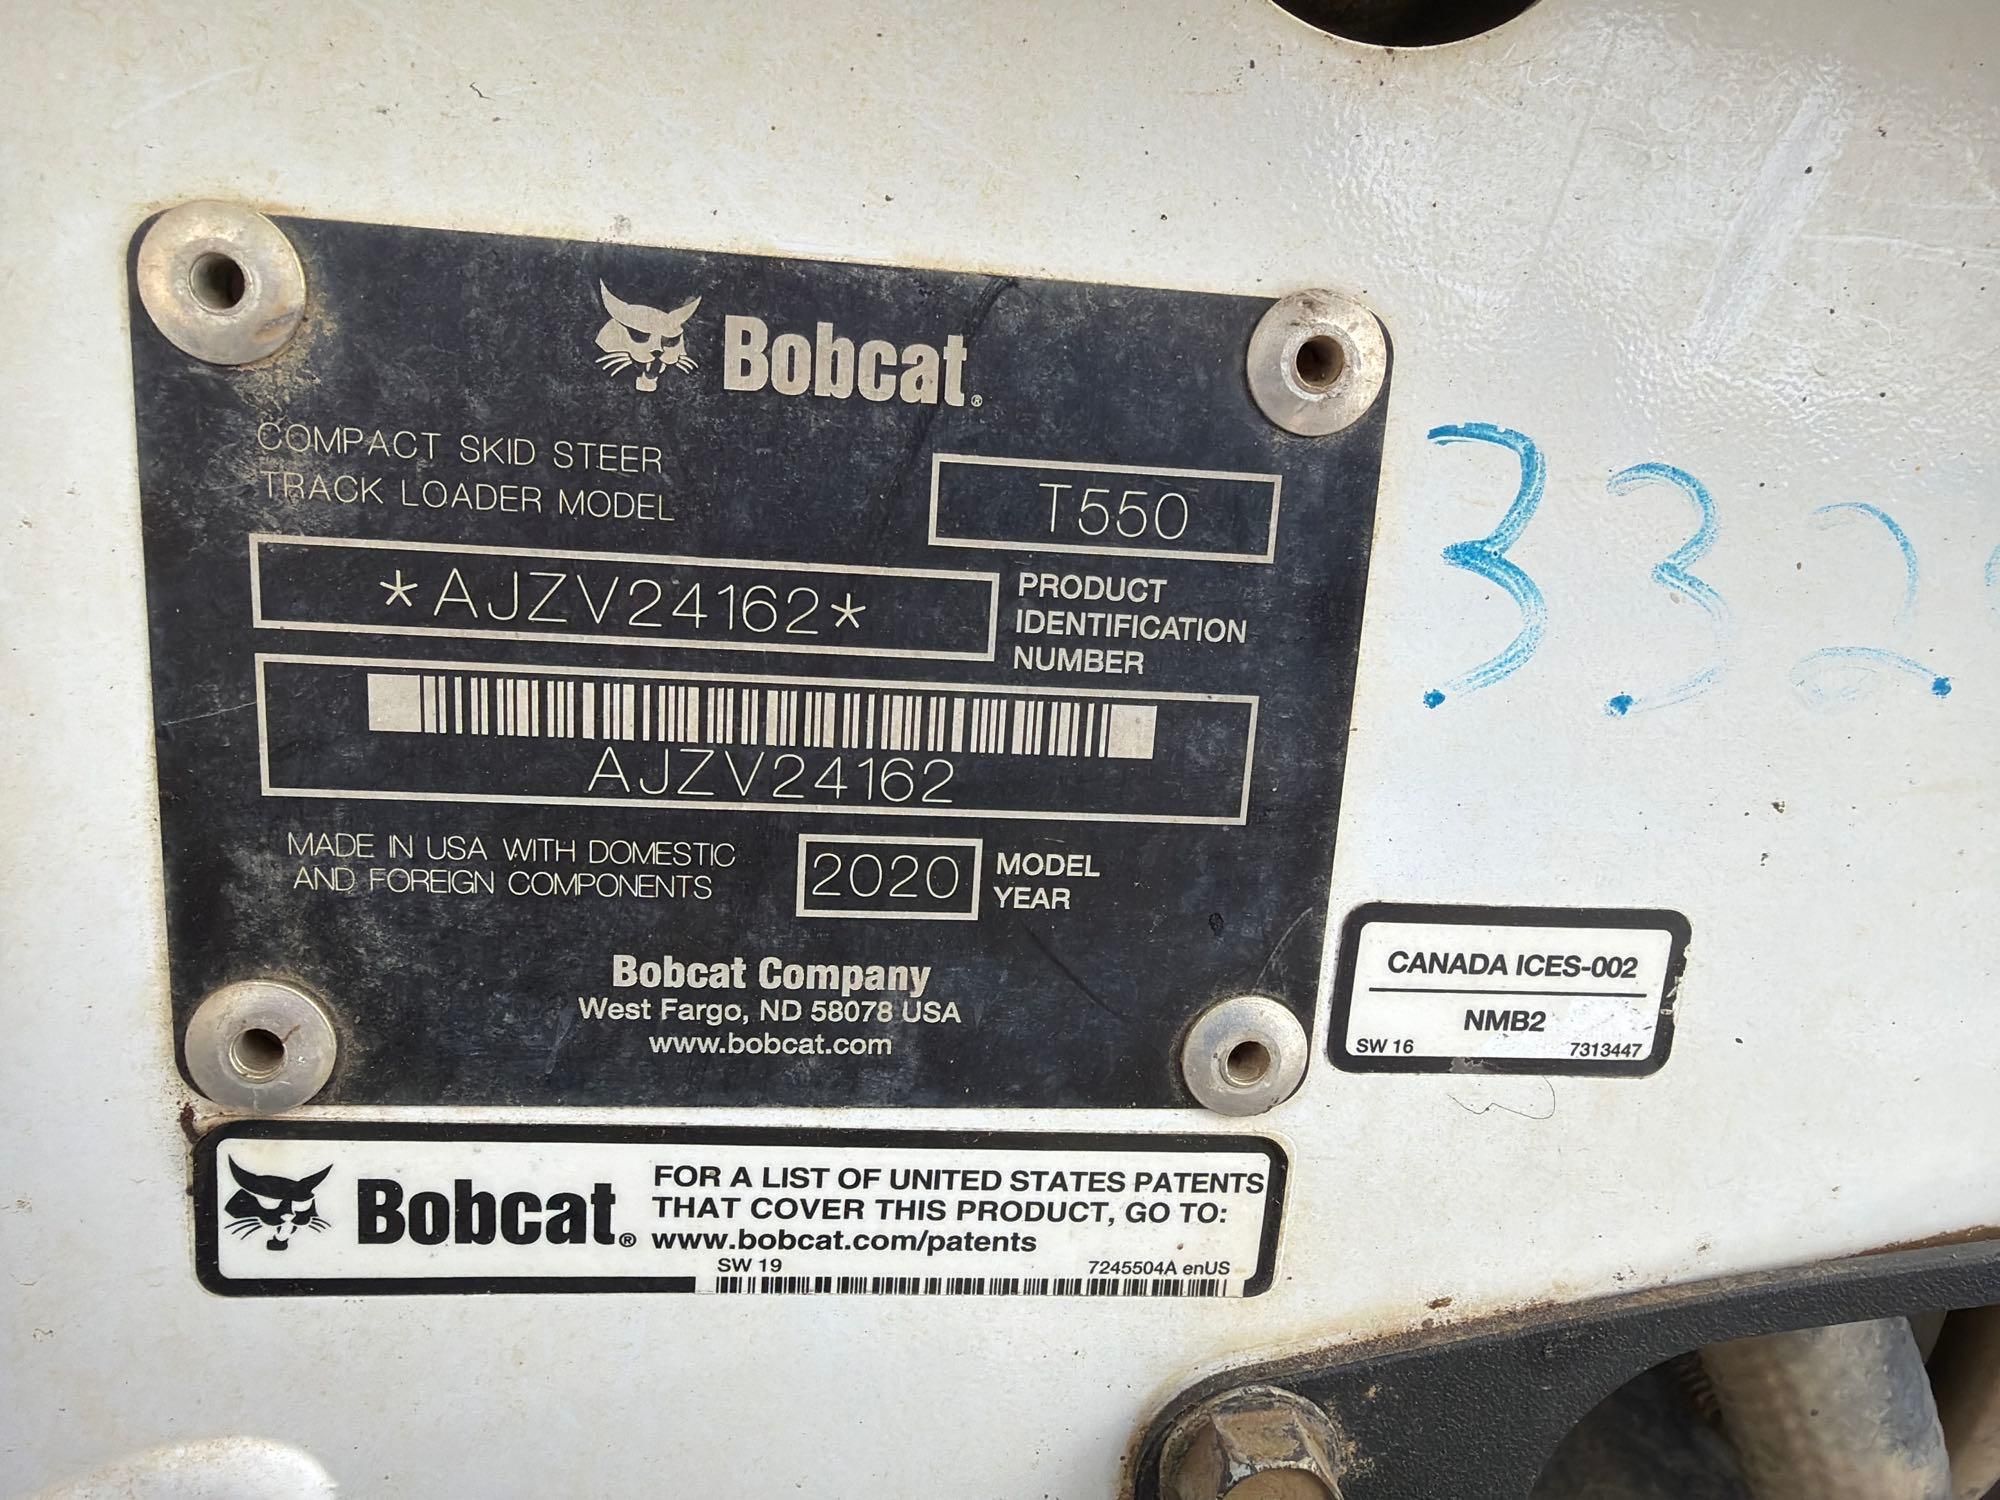 Bobcat®
COMPACT SKID STEER
TRACK LOADER MODEL
T550
*AJZV24162*
PRODUCT
IDENTIFICATION
NUMBER
AJZV24162
MADE IN USA WITH DOMESTIC
AND FOREIGN COMPONENTS
2020
MODEL
YEAR
Bobcat Company
West Fargo, ND 58078 USA
www.bobcat.com
332
CANADA ICES-002
NMB2
SW 16 7313447
Bobcat®
FOR A LIST OF UNITED STATES PATENTS
THAT COVER THIS PRODUCT, GO TO:
www.bobcat.com/patents
SW 19 7245504A enUS